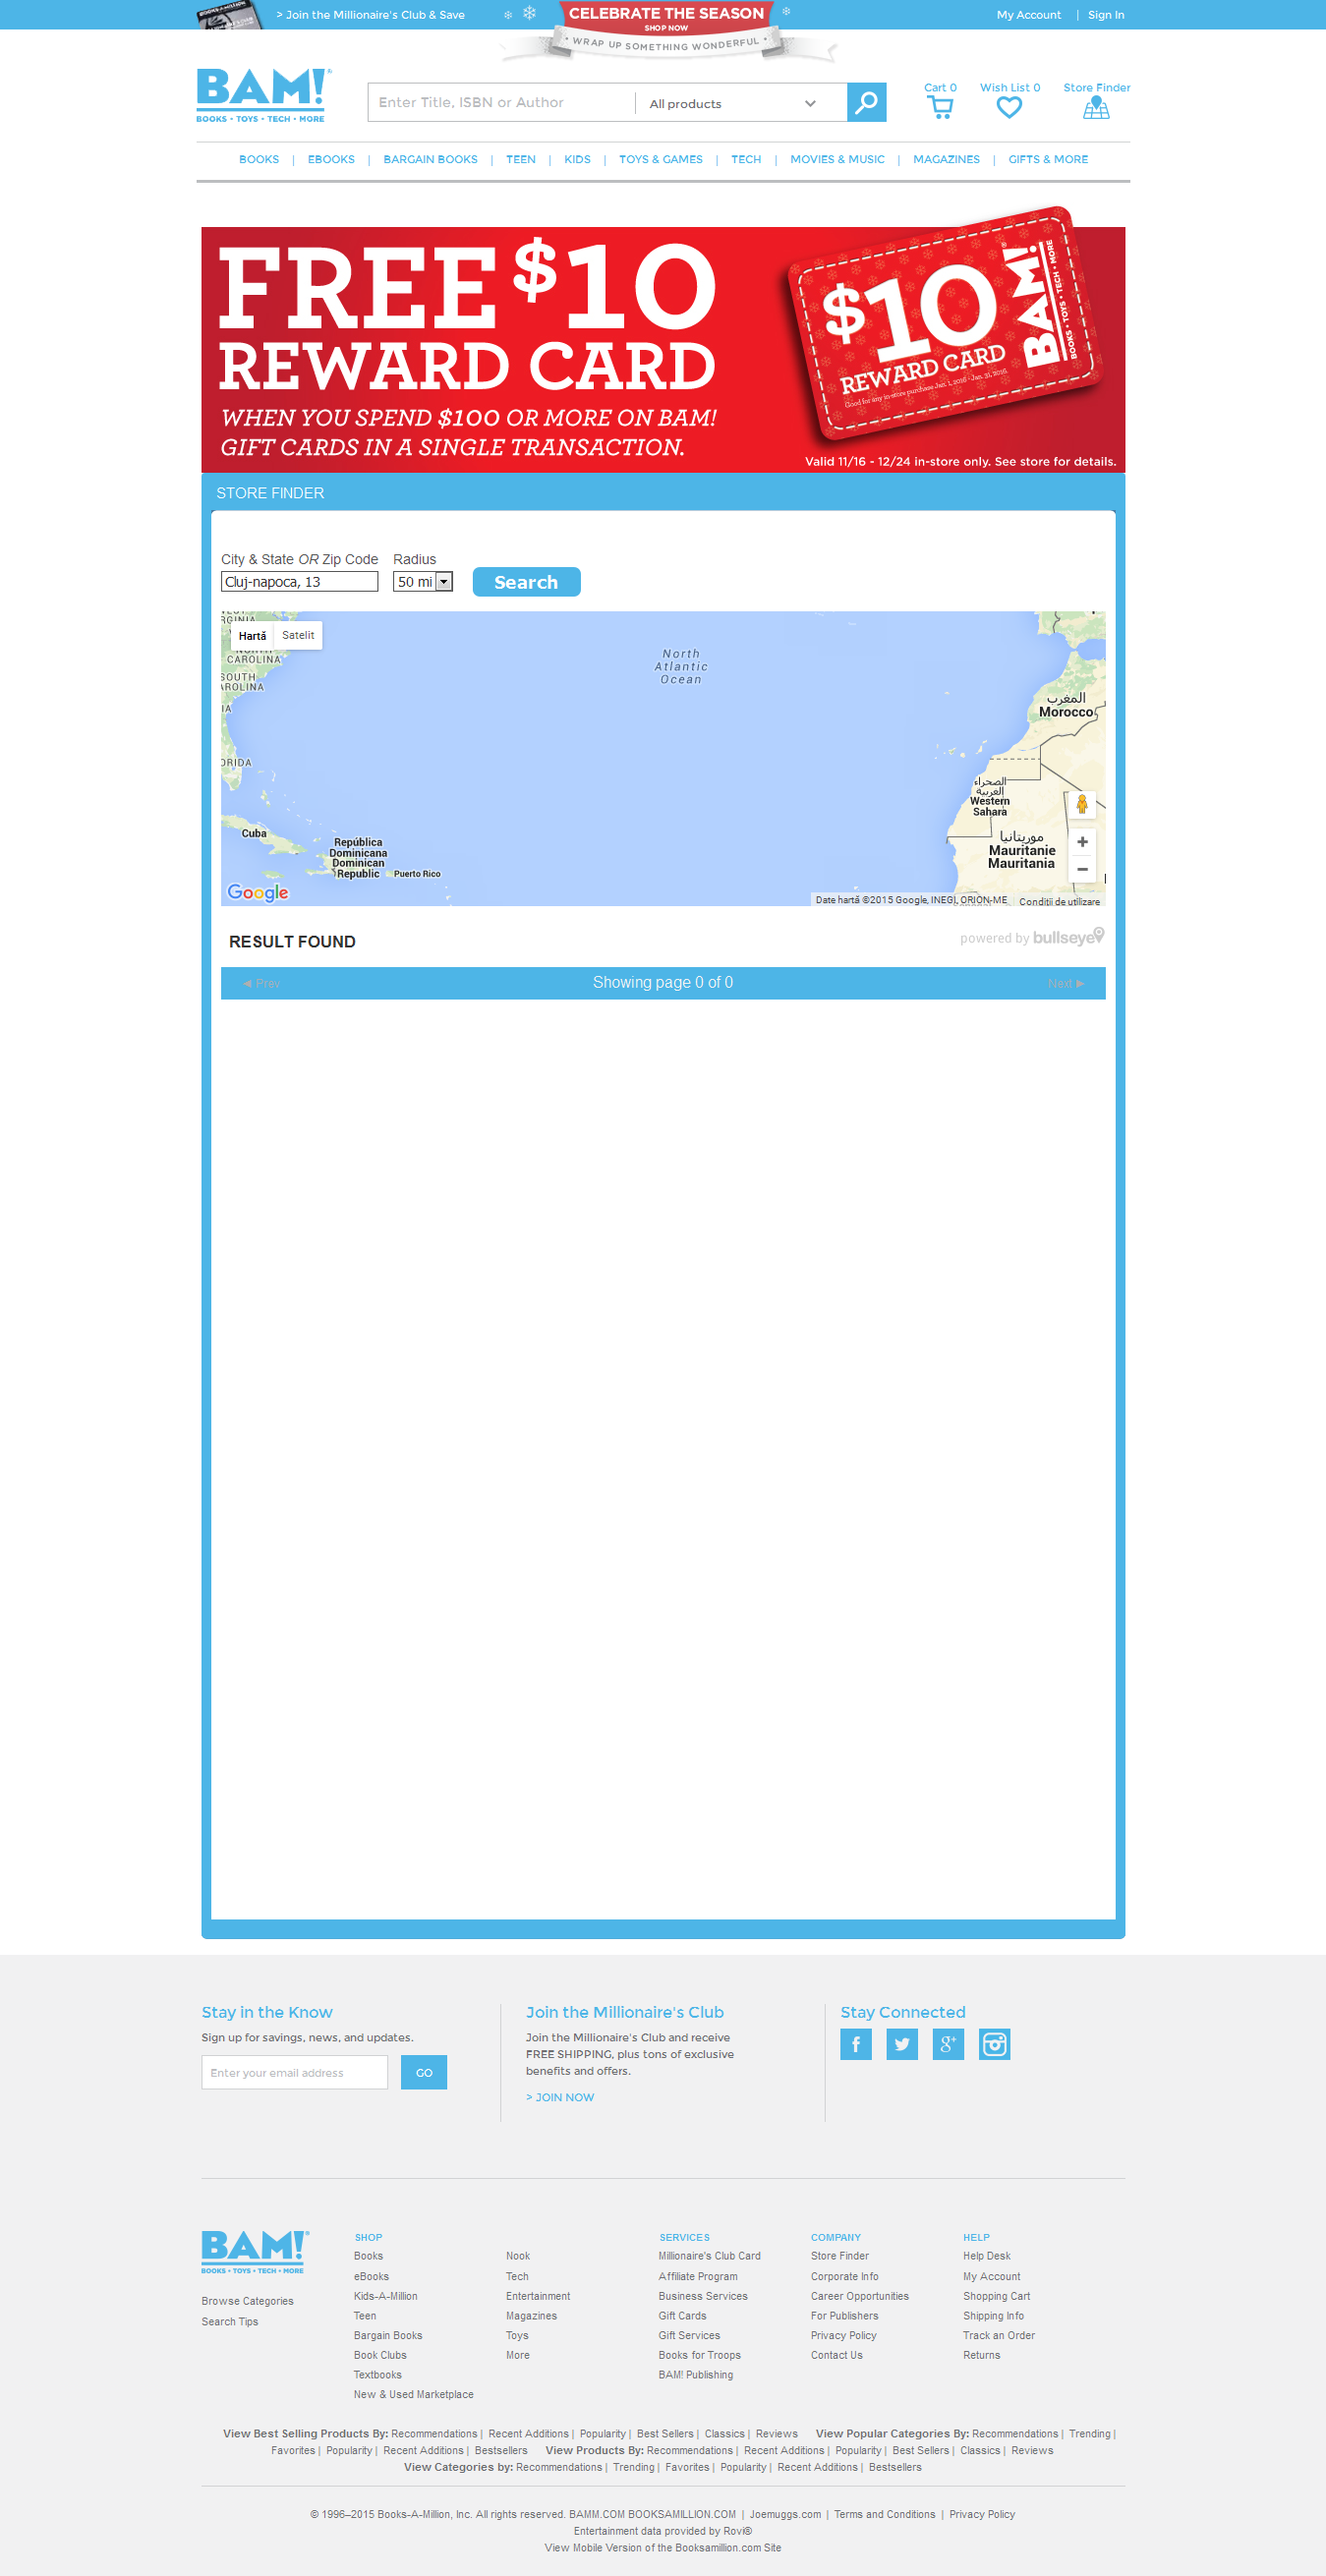 > Join the Millionaire's Club & Save
CELEBRATE THE SEASON
SHOP NOW
• WRAP UP SOMETHING WONDERFUL •
My Account | Sign In
BAM!
BOOKS • TOYS • TECH • MORE
Enter Title, ISBN or Author
All products
Cart 0
Wish List 0
Store Finder
BOOKS | EBOOKS | BARGAIN BOOKS | TEEN | KIDS | TOYS & GAMES | TECH | MOVIES & MUSIC | MAGAZINES | GIFTS & MORE
FREE $10
REWARD CARD
WHEN YOU SPEND $100 OR MORE ON BAM!
GIFT CARDS IN A SINGLE TRANSACTION.
$10
REWARD CARD
Good for any in-store purchase Jan. 1, 2016 - Jan. 31, 2016
BAM!
BOOKS • TOYS • TECH • MORE
Valid 11/16 - 12/24 in-store only. See store for details.
STORE FINDER
City & State OR Zip Code
Radius
Cluj-napoca, 13
50 mi
Search
Hartă
Satelit
CAROLINA
SOUTH
North
Atlantic
Ocean
المغرب
Morocco
الصحراء
الغربية
Western
Sahara
Cuba
República
Dominicana
Dominican
Republic
Puerto Rico
موريتانيا
Mauritanie
Mauritania
Google
Date hartă ©2015 Google, INEGI, ORION-ME
Condiții de utilizare
RESULT FOUND
powered by bullseye
◄ Prev
Showing page 0 of 0
Next ►
Stay in the Know
Sign up for savings, news, and updates.
Enter your email address
GO
Join the Millionaire's Club
Join the Millionaire's Club and receive
FREE SHIPPING, plus tons of exclusive
benefits and offers.
> JOIN NOW
Stay Connected
BAM!
BOOKS • TOYS • TECH • MORE
Browse Categories
Search Tips
SHOP
Books
eBooks
Kids-A-Million
Teen
Bargain Books
Book Clubs
Textbooks
New & Used Marketplace
Nook
Tech
Entertainment
Magazines
Toys
More
SERVICES
Millionaire's Club Card
Affiliate Program
Business Services
Gift Cards
Gift Services
Books for Troops
BAM! Publishing
COMPANY
Store Finder
Corporate Info
Career Opportunities
For Publishers
Privacy Policy
Contact Us
HELP
Help Desk
My Account
Shopping Cart
Shipping Info
Track an Order
Returns
View Best Selling Products By: Recommendations | Recent Additions | Popularity | Best Sellers | Classics | Reviews View Popular Categories By: Recommendations | Trending |
Favorites | Popularity | Recent Additions | Bestsellers View Products By: Recommendations | Recent Additions | Popularity | Best Sellers | Classics | Reviews
View Categories by: Recommendations | Trending | Favorites | Popularity | Recent Additions | Bestsellers
© 1996–2015 Books-A-Million, Inc. All rights reserved. BAMM.COM BOOKSAMILLION.COM | Joemuggs.com | Terms and Conditions | Privacy Policy
Entertainment data provided by Rovi®
View Mobile Version of the Booksamillion.com Site